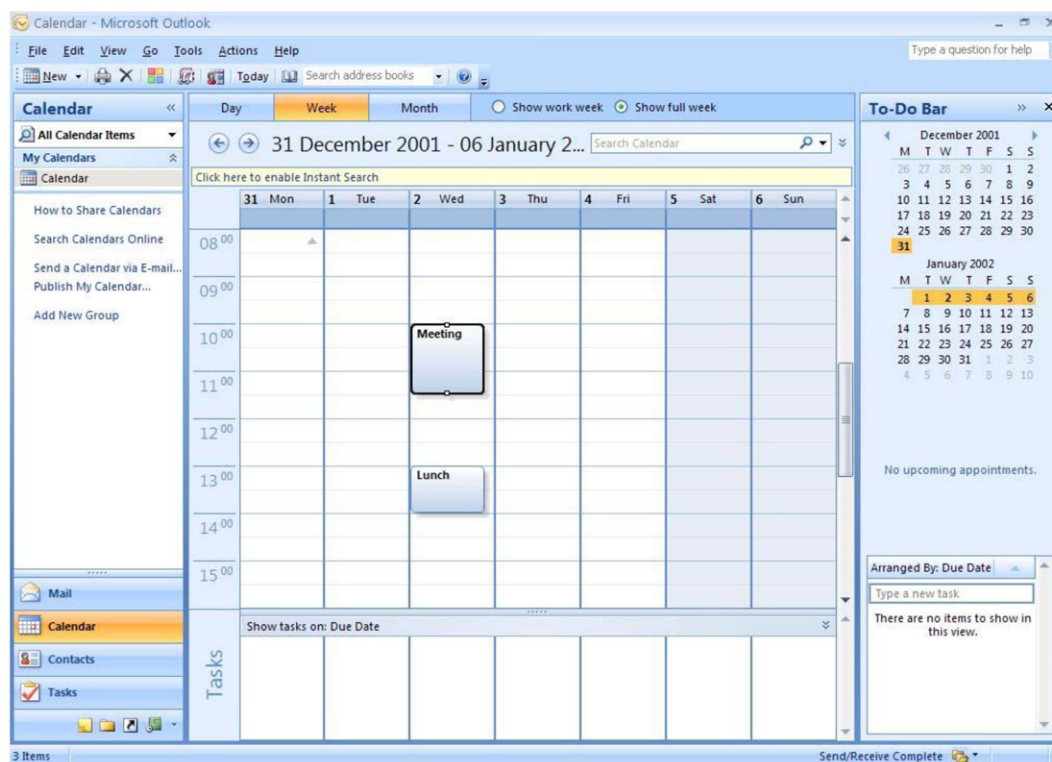 Calendar - Microsoft Outlook
File Edit View Go Tools Actions Help
Type a question for help
New Today Search address books
Calendar «
All Calendar Items
My Calendars
Calendar
How to Share Calendars
Search Calendars Online
Send a Calendar via E-mail...
Publish My Calendar...
Add New Group
Mail
Calendar
Contacts
Tasks
Day Week Month Show work week Show full week
31 December 2001 - 06 January 2... Search Calendar
Click here to enable Instant Search
31 Mon 1 Tue 2 Wed 3 Thu 4 Fri 5 Sat 6 Sun
08 00
09 00
10 00 Meeting
11 00
12 00
13 00 Lunch
14 00
15 00
Show tasks on: Due Date
Tasks
To-Do Bar »
December 2001
M T W T F S S
26 27 28 29 30 1 2
3 4 5 6 7 8 9
10 11 12 13 14 15 16
17 18 19 20 21 22 23
24 25 26 27 28 29 30
31
January 2002
M T W T F S S
1 2 3 4 5 6
7 8 9 10 11 12 13
14 15 16 17 18 19 20
21 22 23 24 25 26 27
28 29 30 31 1 2 3
4 5 6 7 8 9 10
No upcoming appointments.
Arranged By: Due Date
Type a new task
There are no items to show in
this view.
3 Items
Send/Receive Complete